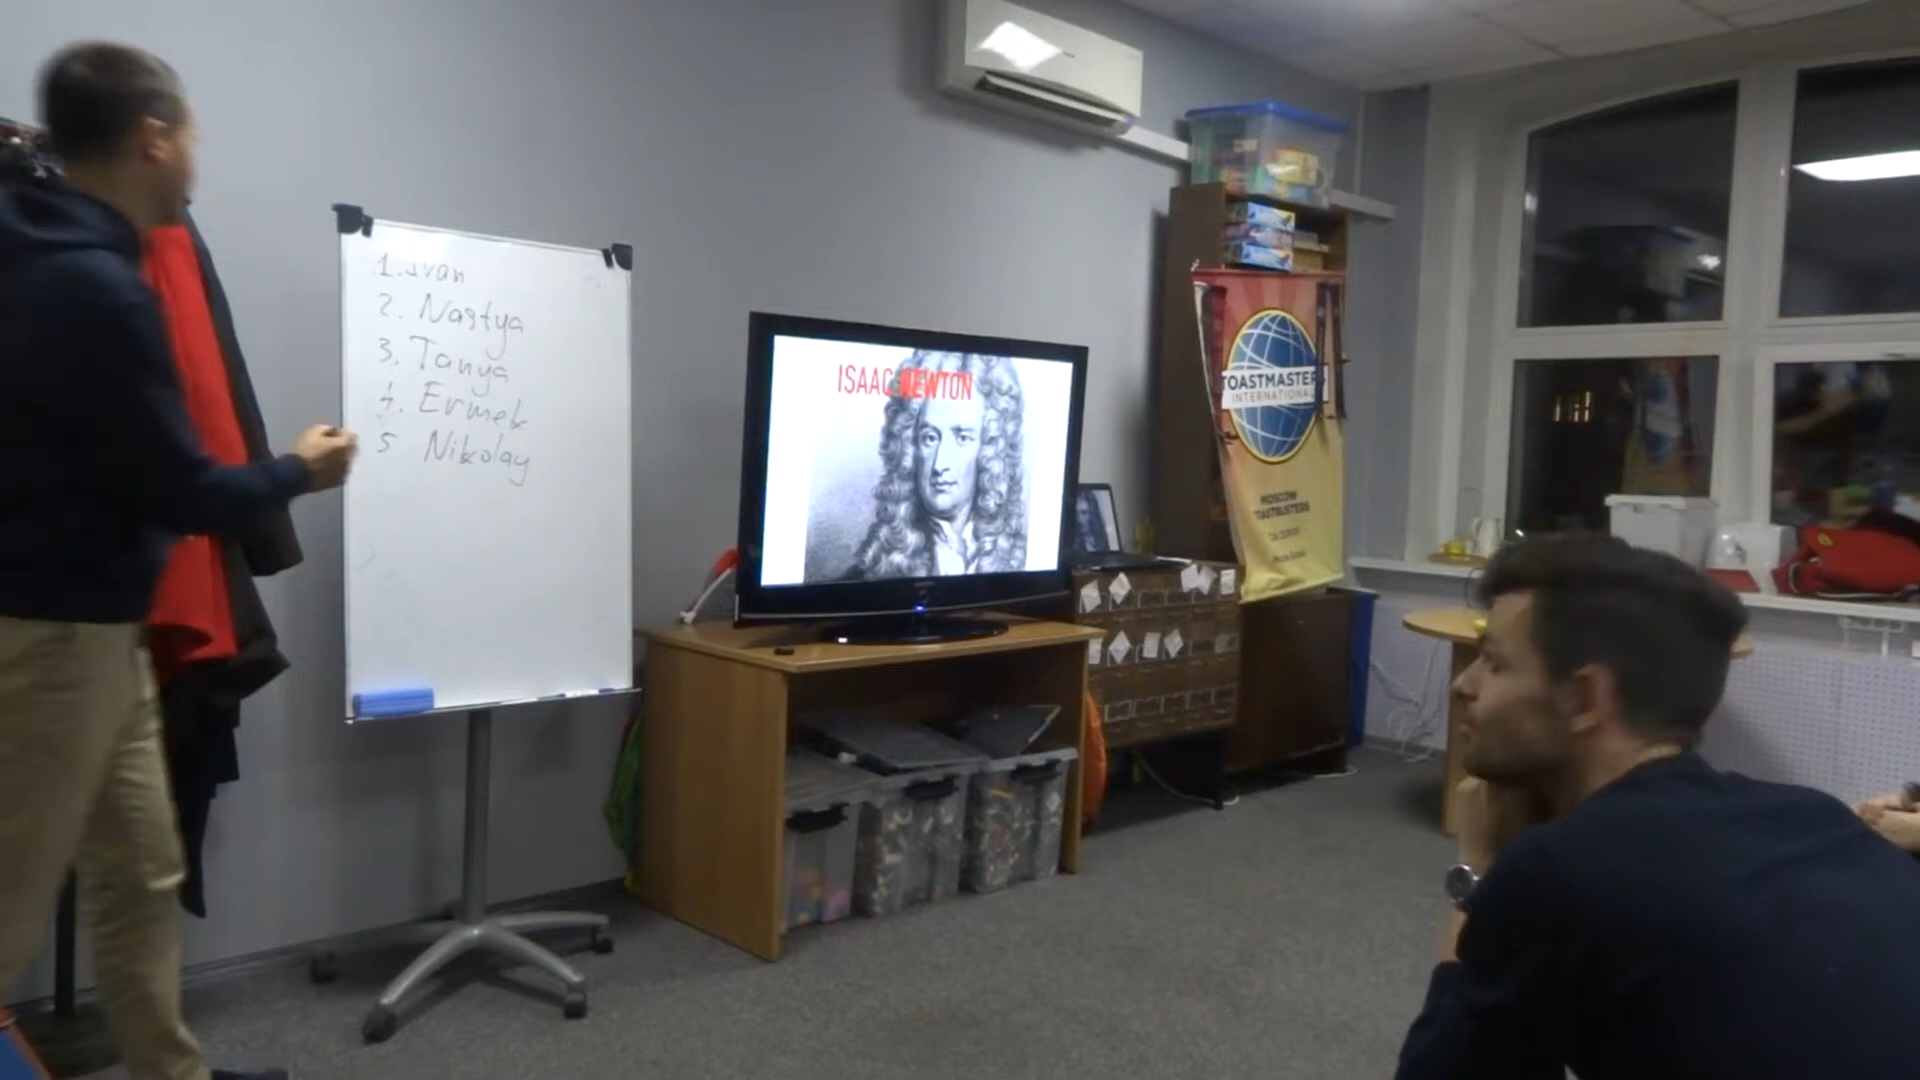 1. Ivan
2. Nastya
3. Tanya
4. Ermek
5 Nikolay
ISAAC NEWTON
TOASTMASTERS
INTERNATIONAL
MOSCOW
TOASTBUSTERS